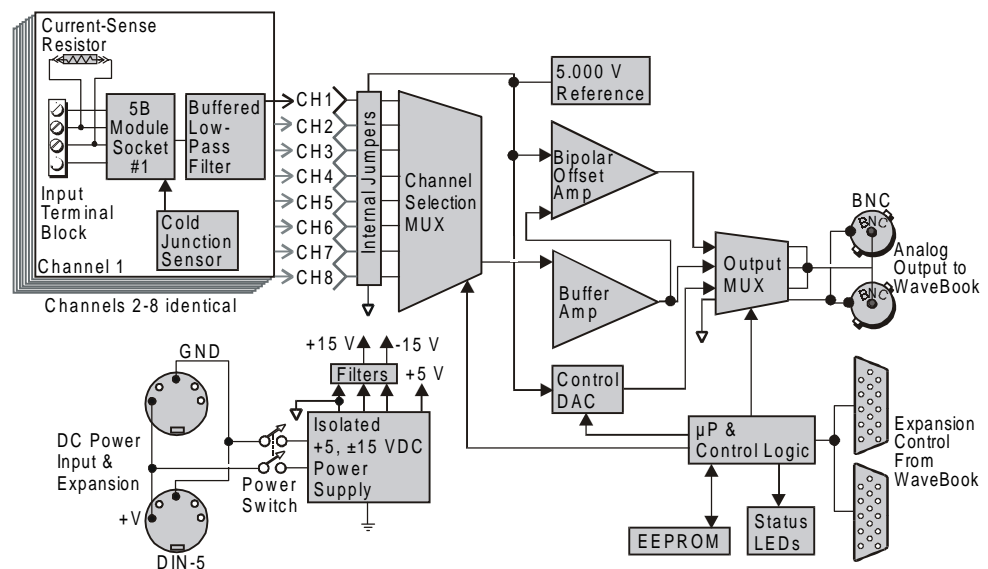 Current-Sense
Resistor
5B
Module
Socket
#1
Buffered
Low-
Pass
Filter
Input
Terminal
Block
Cold
Junction
Sensor
Channel 1
Channels 2-8 identical
CH1
CH2
CH3
CH4
CH5
CH6
CH7
CH8
Internal Jumpers
Channel
Selection
MUX
5.000 V
Reference
Bipolar
Offset
Amp
Buffer
Amp
Output
MUX
BNC
BNC
BNC
Analog
Output to
WaveBook
+15 V
-15 V
Filters
+5 V
Control
DAC
GND
DC Power
Input &
Expansion
+V
DIN-5
Power
Switch
Isolated
+5, ±15 VDC
Power
Supply
µP &
Control Logic
Expansion
Control
From
WaveBook
EEPROM
Status
LEDs